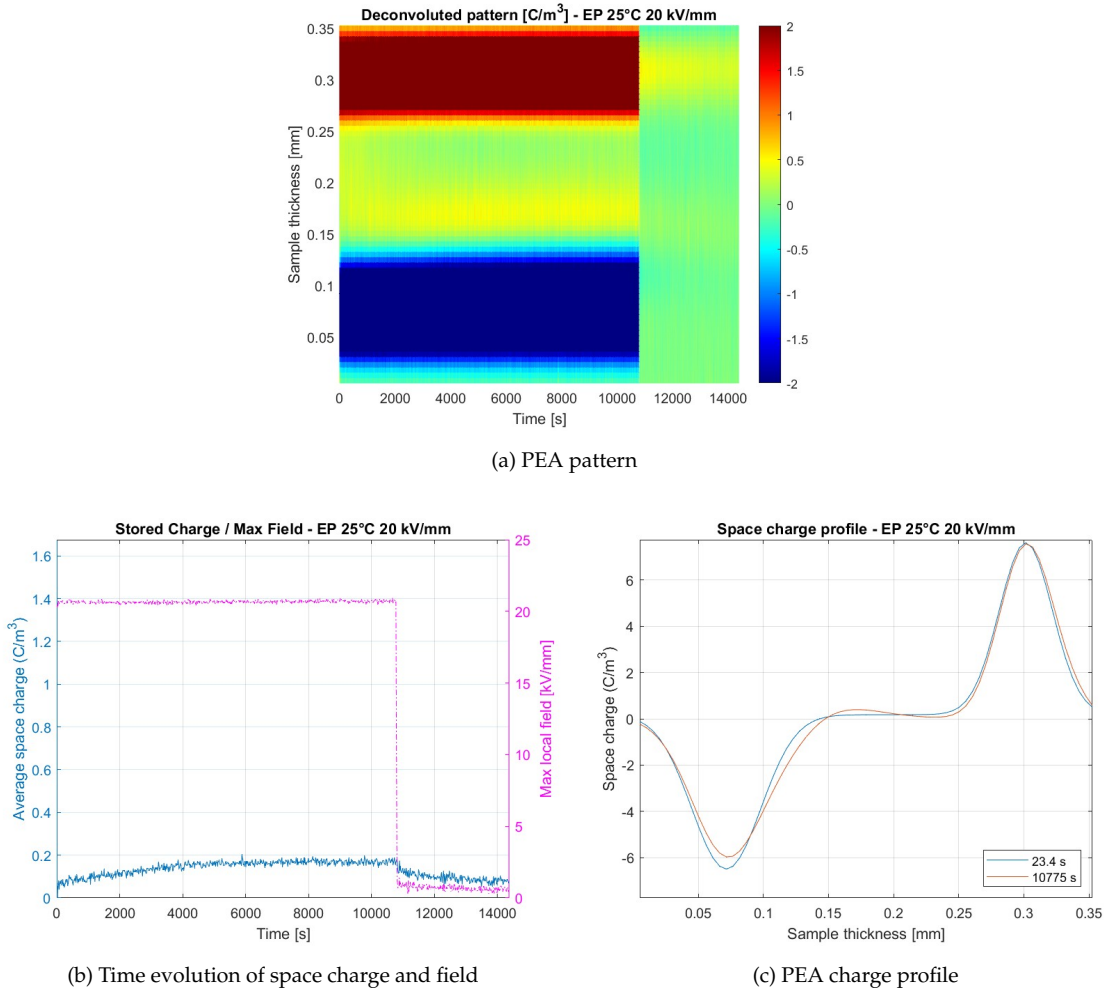 Deconvoluted pattern [C/m³] - EP 25°C 20 kV/mm
0.35
0.3
0.25
0.2
0.15
0.1
0.05
Sample thickness [mm]
0 2000 4000 6000 8000 10000 12000 14000
Time [s]
2
1.5
1
0.5
0
-0.5
-1
-1.5
-2
(a) PEA pattern
Stored Charge / Max Field - EP 25°C 20 kV/mm
1.6
1.4
1.2
1
0.8
0.6
0.4
0.2
0
Average space charge (C/m³)
25
20
15
10
5
0
Max local field [kV/mm]
0 2000 4000 6000 8000 10000 12000 14000
Time [s]
(b) Time evolution of space charge and field
Space charge profile - EP 25°C 20 kV/mm
6
4
2
0
-2
-4
-6
Space charge (C/m³)
23.4 s
10775 s
0.05 0.1 0.15 0.2 0.25 0.3 0.35
Sample thickness [mm]
(c) PEA charge profile